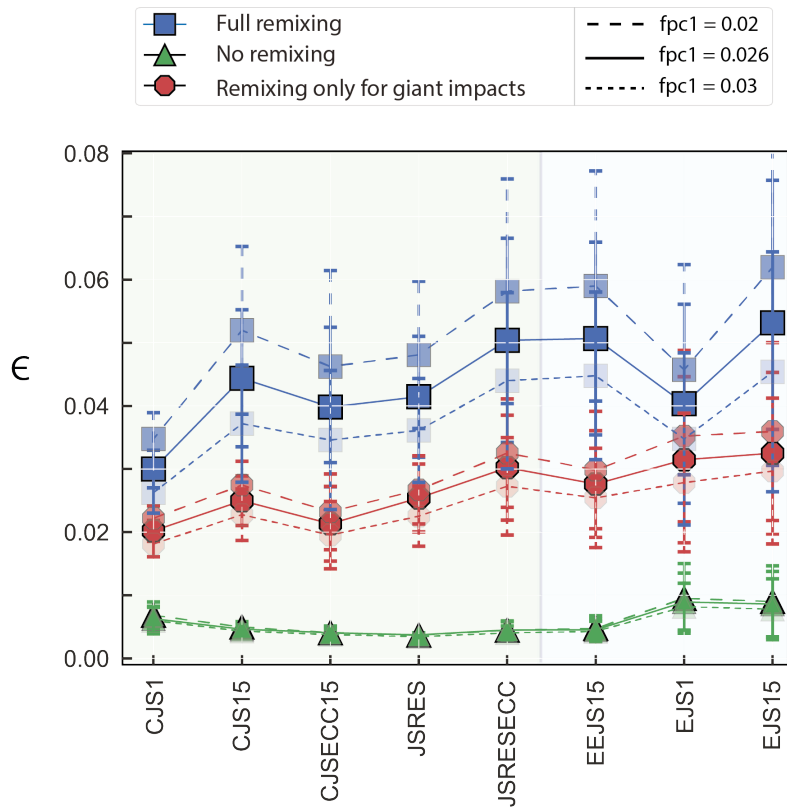 Full remixing
No remixing
Remixing only for giant impacts
fpc1 = 0.02
fpc1 = 0.026
fpc1 = 0.03
0.08
0.06
0.04
0.02
0.00
ϵ
CJS1
CJS15
CJSECC15
JSRES
JSRESECC
EEJS15
EJS1
EJS15